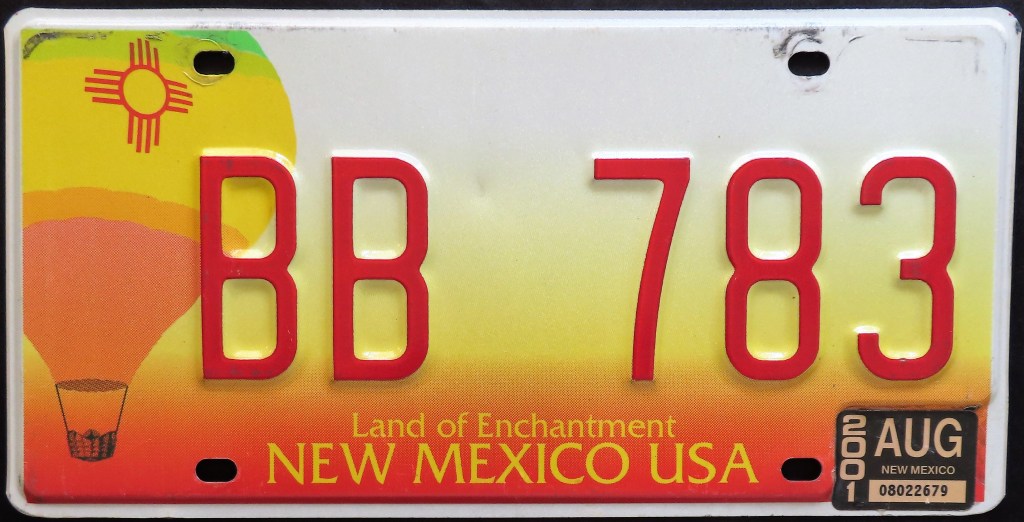 BB 783
Land of Enchantment
NEW MEXICO USA
2001
AUG
NEW MEXICO
08022679